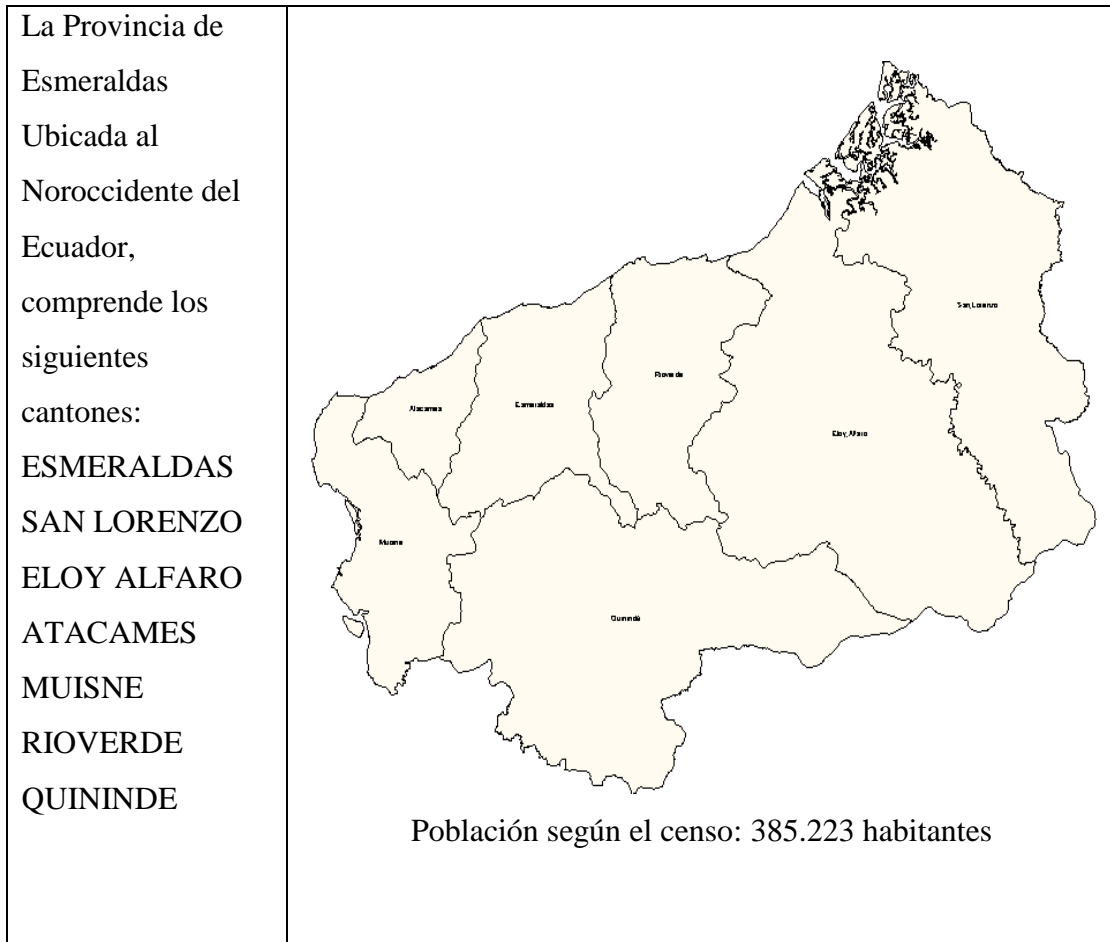 La Provincia de
Esmeraldas
Ubicada al
Noroccidente del
Ecuador,
comprende los
siguientes
cantones:
ESMERALDAS
SAN LORENZO
ELOY ALFARO
ATACAMES
MUISNE
RIOVERDE
QUININDE
San Lorenzo
Rioverde
Atacames
Esmeraldas
Eloy Alfaro
Muisne
Quinindé
Población según el censo: 385.223 habitantes